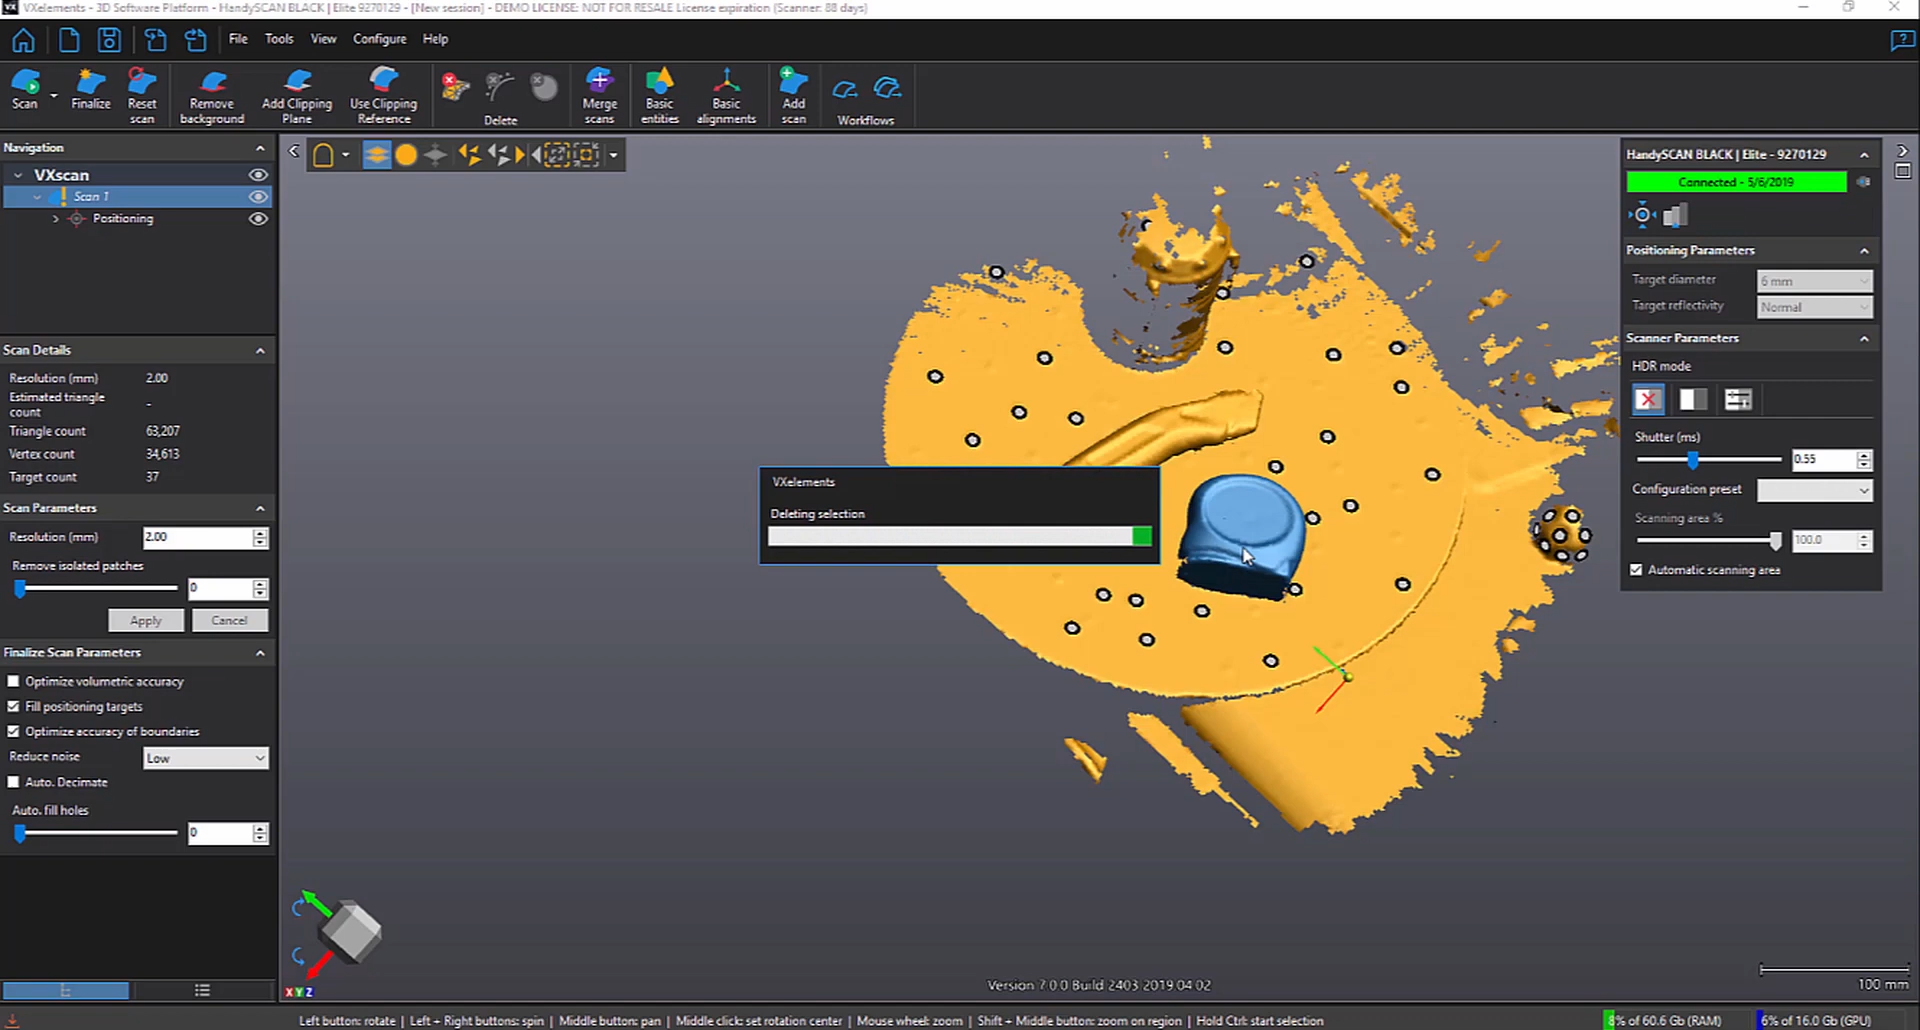 VXelements - 3D Software Platform - HandySCAN BLACK | Elite 9270129 - [New session] - DEMO LICENSE: NOT FOR RESALE License expiration (Scanner: 88 days)
File Tools View Configure Help
Scan
Finalize
Reset scan
Remove background
Add Clipping Plane
Use Clipping Reference
Delete
Merge scans
Basic entities
Basic alignments
Add scan
Workflows
Navigation
VXscan
Scan 1
Positioning
Scan Details
Resolution (mm) 2.00
Estimated triangle count -
Triangle count 63,207
Vertex count 34,613
Target count 37
Scan Parameters
Resolution (mm) 2.00
Remove isolated patches
0
Apply Cancel
Finalize Scan Parameters
Optimize volumetric accuracy
Fill positioning targets
Optimize accuracy of boundaries
Reduce noise Low
Auto. Decimate
Auto. fill holes
0
VXelements
Deleting selection
HandySCAN BLACK | Elite - 9270129
Connected - 5/6/2019
Positioning Parameters
Target diameter 6 mm
Target reflectivity Normal
Scanner Parameters
HDR mode
Shutter (ms)
0.55
Configuration preset
Scanning area %
100.0
Automatic scanning area
XYZ
Version 7.0.0 Build 2403 2019 04 02
100 mm
Left button: rotate | Left + Right buttons: spin | Middle button: pan | Middle click: set rotation center | Mouse wheel: zoom | Shift + Middle button: zoom on region | Hold Ctrl: start selection
8% of 60.6 Gb (RAM) 6% of 16.0 Gb (GPU)